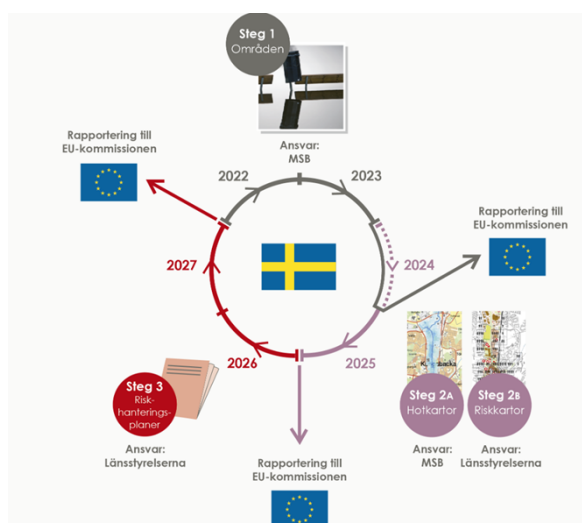 Steg 1
Områden
Ansvar:
MSB
Rapportering till
EU-kommissionen
2022
2023
Rapportering till
EU-kommissionen
2027
2024
2026
2025
Steg 3
Risk-
hanterings-
planer
Ansvar:
Länsstyrelserna
Steg 2A
Hotkartor
Ansvar:
MSB
Steg 2B
Riskkartor
Ansvar:
Länsstyrelserna
Rapportering till
EU-kommissionen